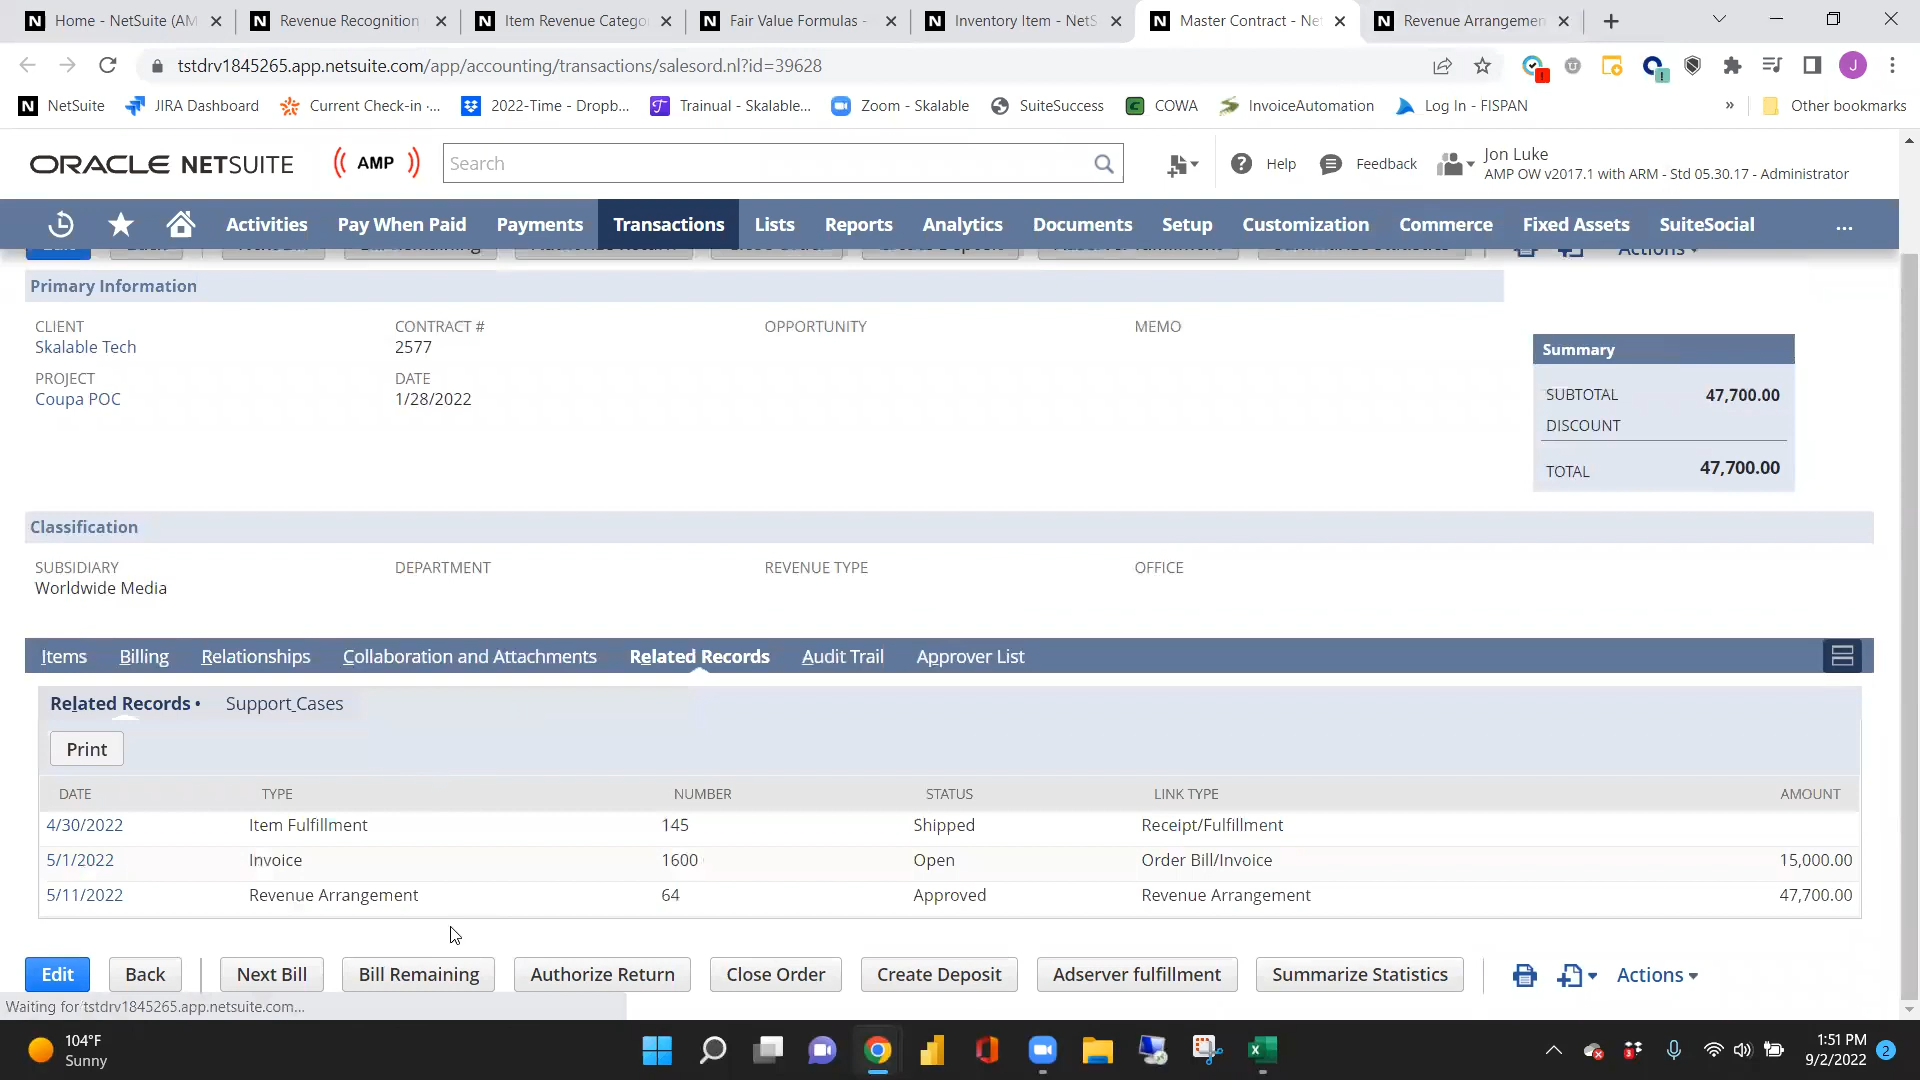 Home - NetSuite (AM
Revenue Recognition
Item Revenue Catego
Fair Value Formulas -
Inventory Item - NetS
Master Contract - Net
Revenue Arrangemen
tstdrv1845265.app.netsuite.com/app/accounting/transactions/salesord.nl?id=39628
J
NetSuite
JIRA Dashboard
Current Check-in -...
2022-Time - Dropb...
Trainual - Skalable...
Zoom - Skalable
SuiteSuccess
COWA
InvoiceAutomation
Log In - FISPAN
»
Other bookmarks
ORACLE NETSUITE
AMP
Search
Help
Feedback
Jon Luke
AMP OW v2017.1 with ARM - Std 05.30.17 - Administrator
Activities
Pay When Paid
Payments
Transactions
Lists
Reports
Analytics
Documents
Setup
Customization
Commerce
Fixed Assets
SuiteSocial
...
Actions
Primary Information
CLIENT
Skalable Tech
CONTRACT #
2577
OPPORTUNITY
MEMO
PROJECT
Coupa POC
DATE
1/28/2022
Summary
SUBTOTAL 47,700.00
DISCOUNT
TOTAL 47,700.00
Classification
SUBSIDIARY
Worldwide Media
DEPARTMENT
REVENUE TYPE
OFFICE
Items
Billing
Relationships
Collaboration and Attachments
Related Records
Audit Trail
Approver List
Related Records •
Support Cases
Print
DATE TYPE NUMBER STATUS LINK TYPE AMOUNT
4/30/2022 Item Fulfillment 145 Shipped Receipt/Fulfillment
5/1/2022 Invoice 1600 Open Order Bill/Invoice 15,000.00
5/11/2022 Revenue Arrangement 64 Approved Revenue Arrangement 47,700.00
Edit
Back
Next Bill
Bill Remaining
Authorize Return
Close Order
Create Deposit
Adserver fulfillment
Summarize Statistics
Actions
Waiting for tstdrv1845265.app.netsuite.com...
104°F
Sunny
1:51 PM
9/2/2022
2